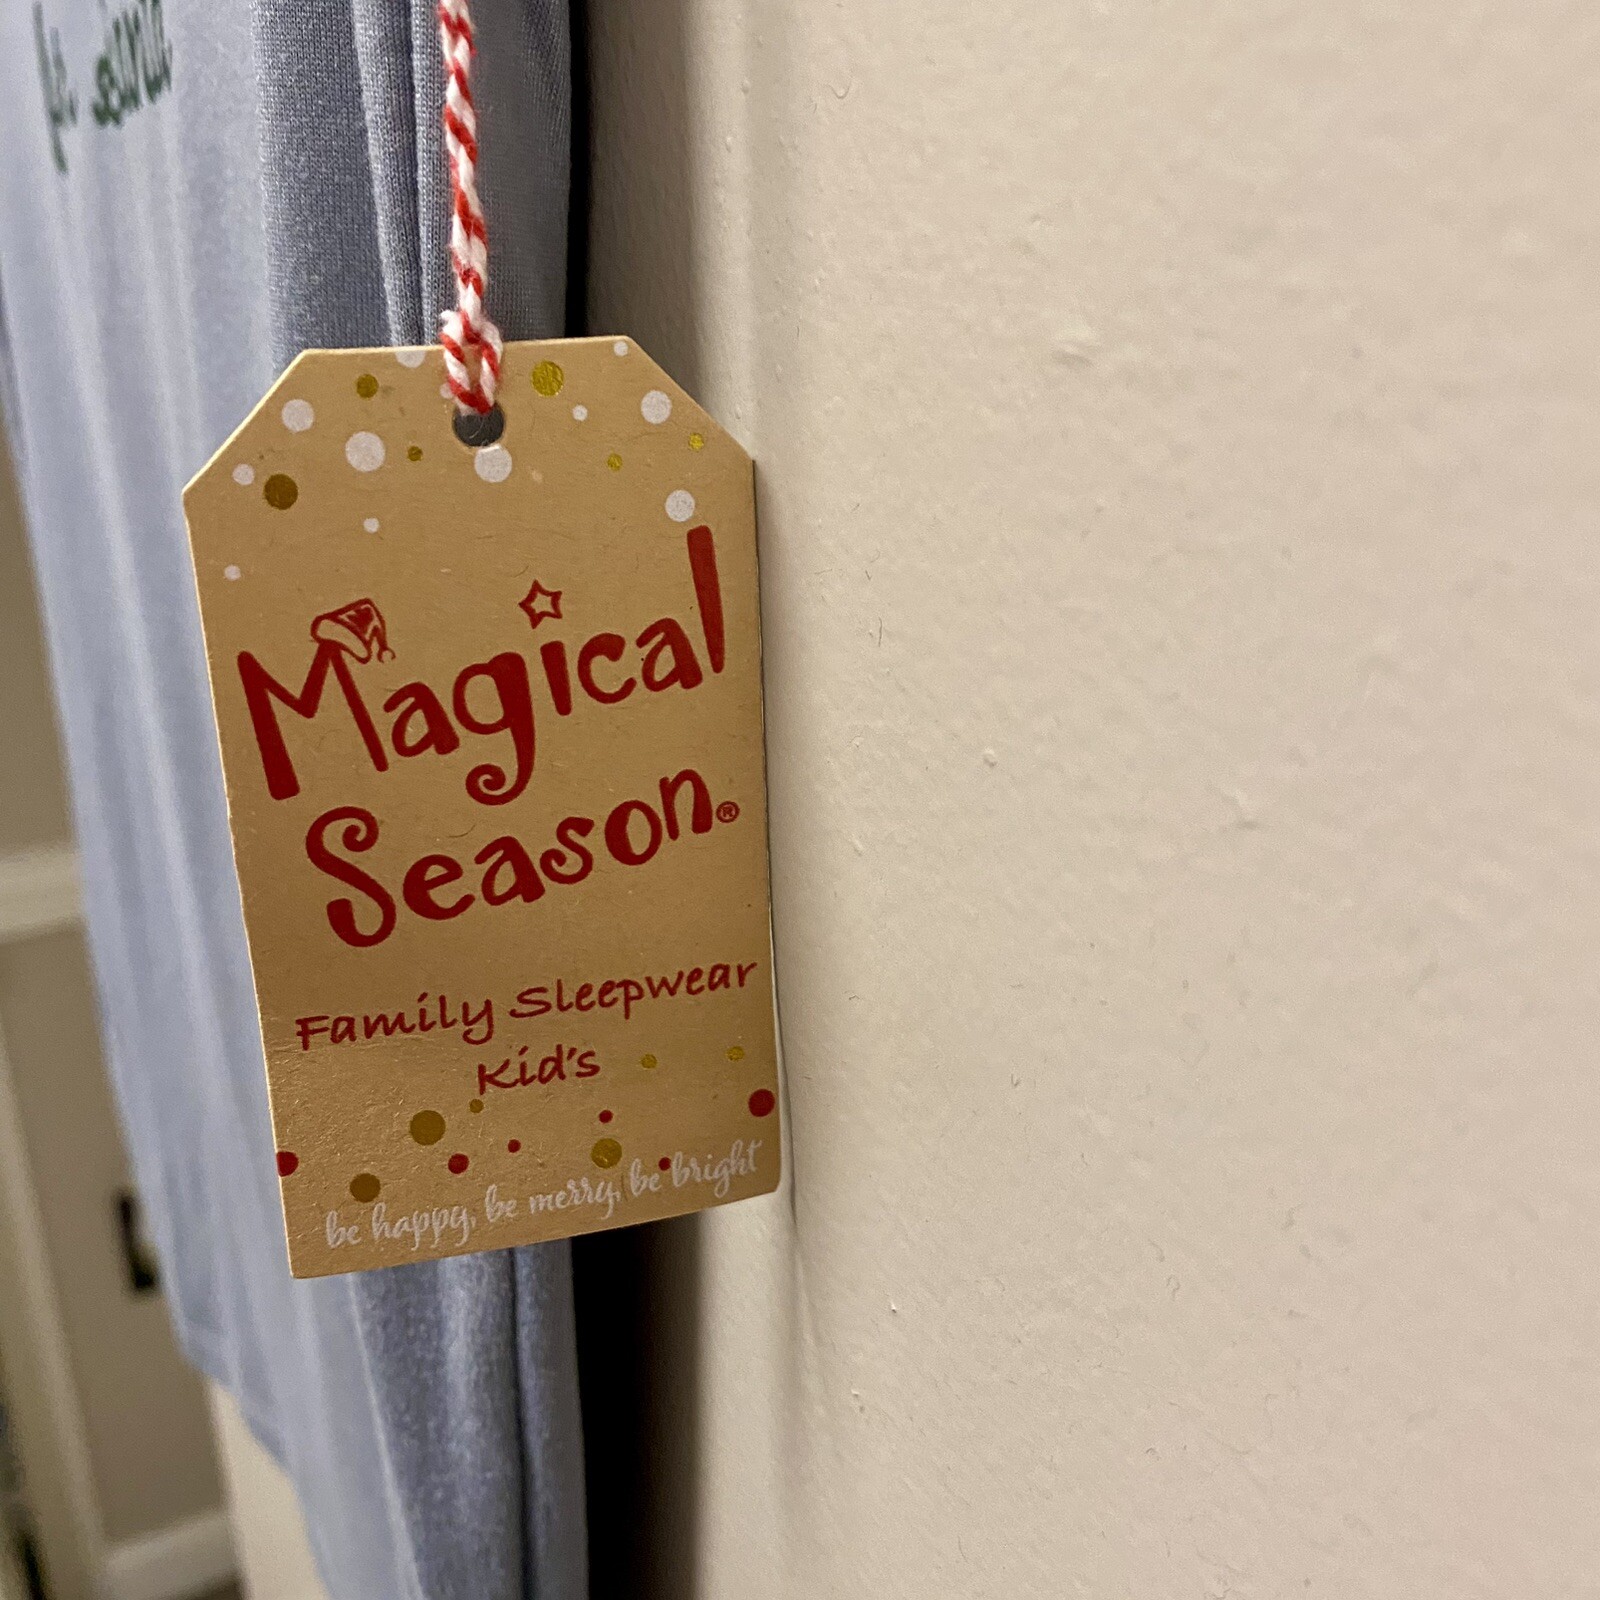 Magical
Season®
Family Sleepwear
Kid's
be happy, be merry, be bright